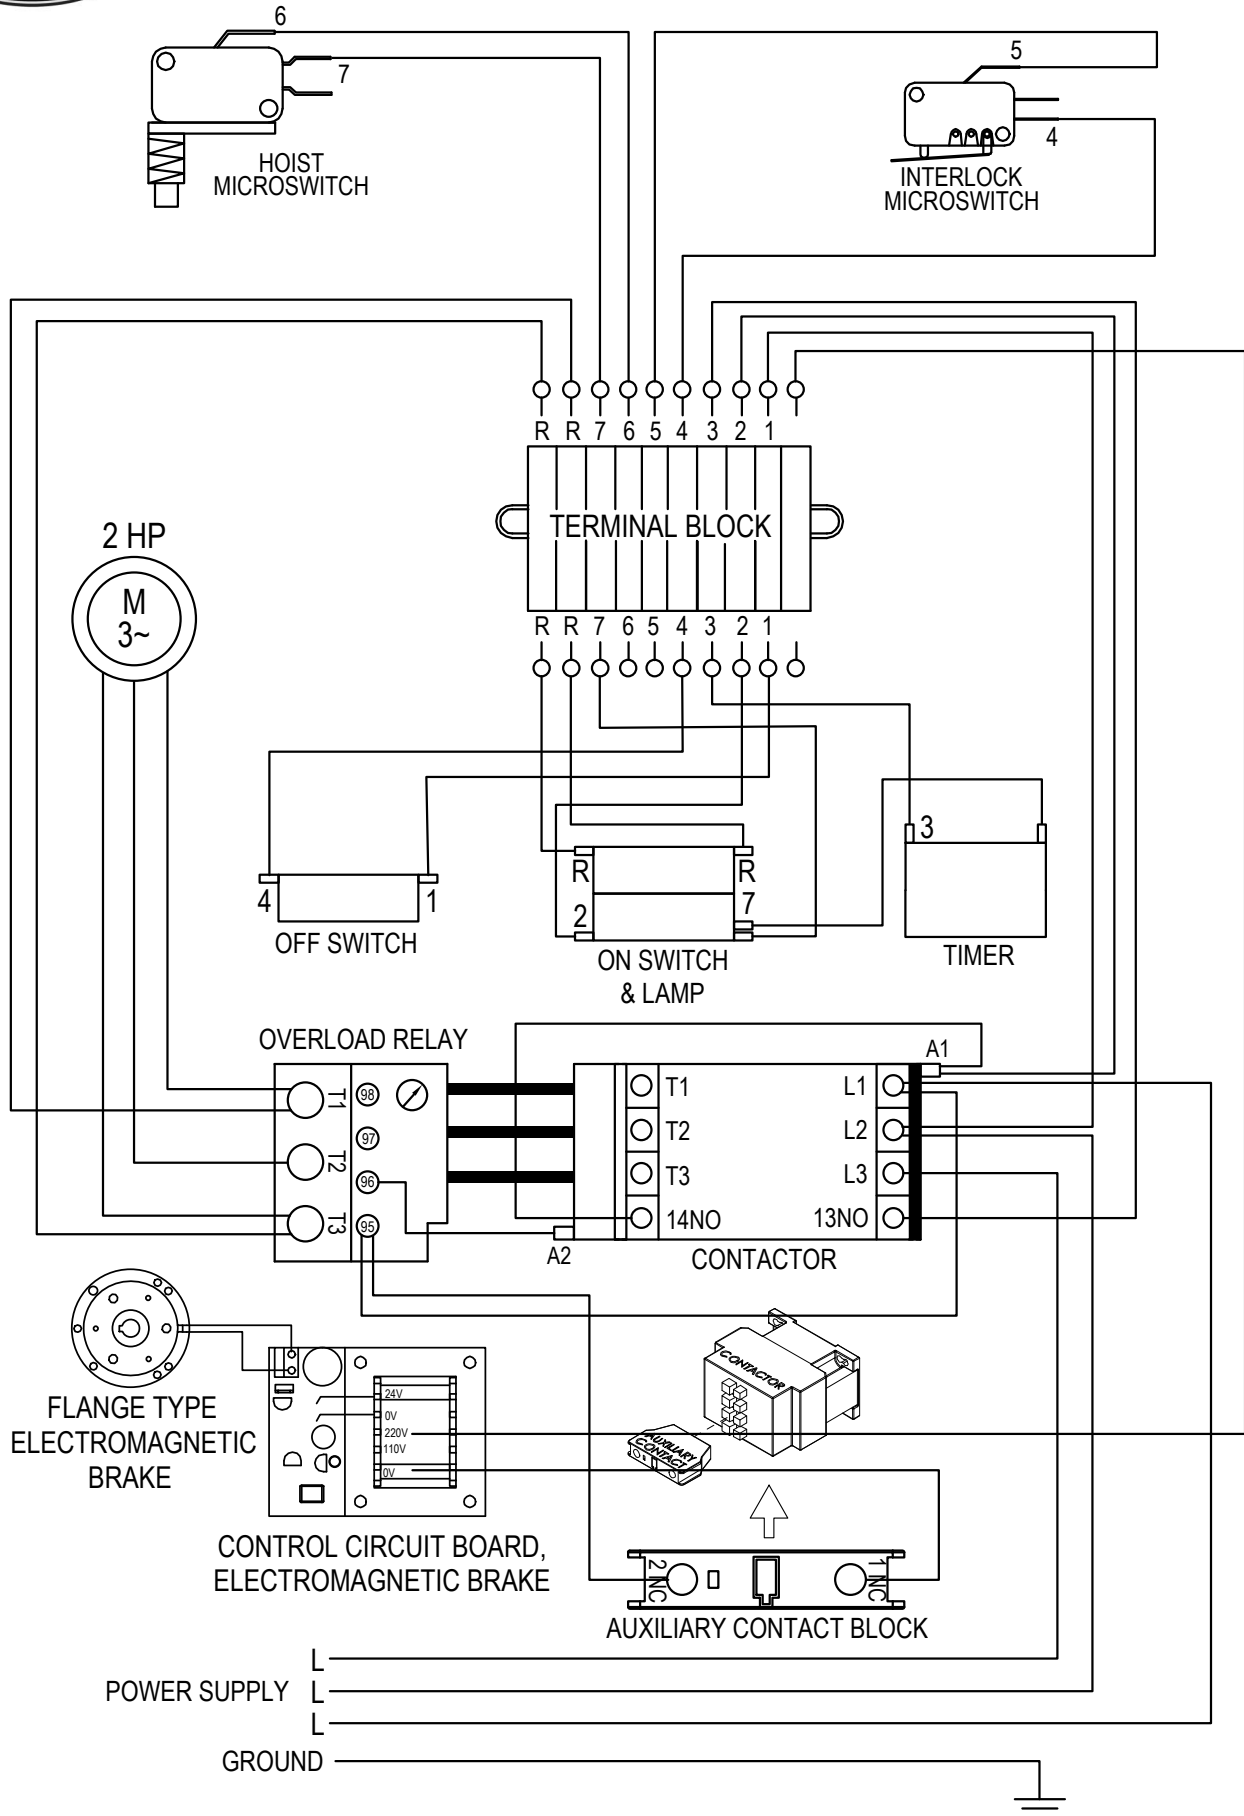 6
7
HOIST
MICROSWITCH
5
4
INTERLOCK
MICROSWITCH
R R 7 6 5 4 3 2 1
TERMINAL BLOCK
R R 7 6 5 4 3 2 1
2 HP
M
3~
4 1
OFF SWITCH
R R
2 7
ON SWITCH
& LAMP
3
TIMER
OVERLOAD RELAY
T1 98
97
T2 96
T3 95
A1
T1 L1
T2 L2
T3 L3
14NO 13NO
A2
CONTACTOR
FLANGE TYPE
ELECTROMAGNETIC
BRAKE
24V
0V
220V
110V
0V
CONTROL CIRCUIT BOARD,
ELECTROMAGNETIC BRAKE
CONTACTOR
AUXILIARY
CONTACT
2 NC 1 NC
AUXILIARY CONTACT BLOCK
L
POWER SUPPLY L
L
GROUND